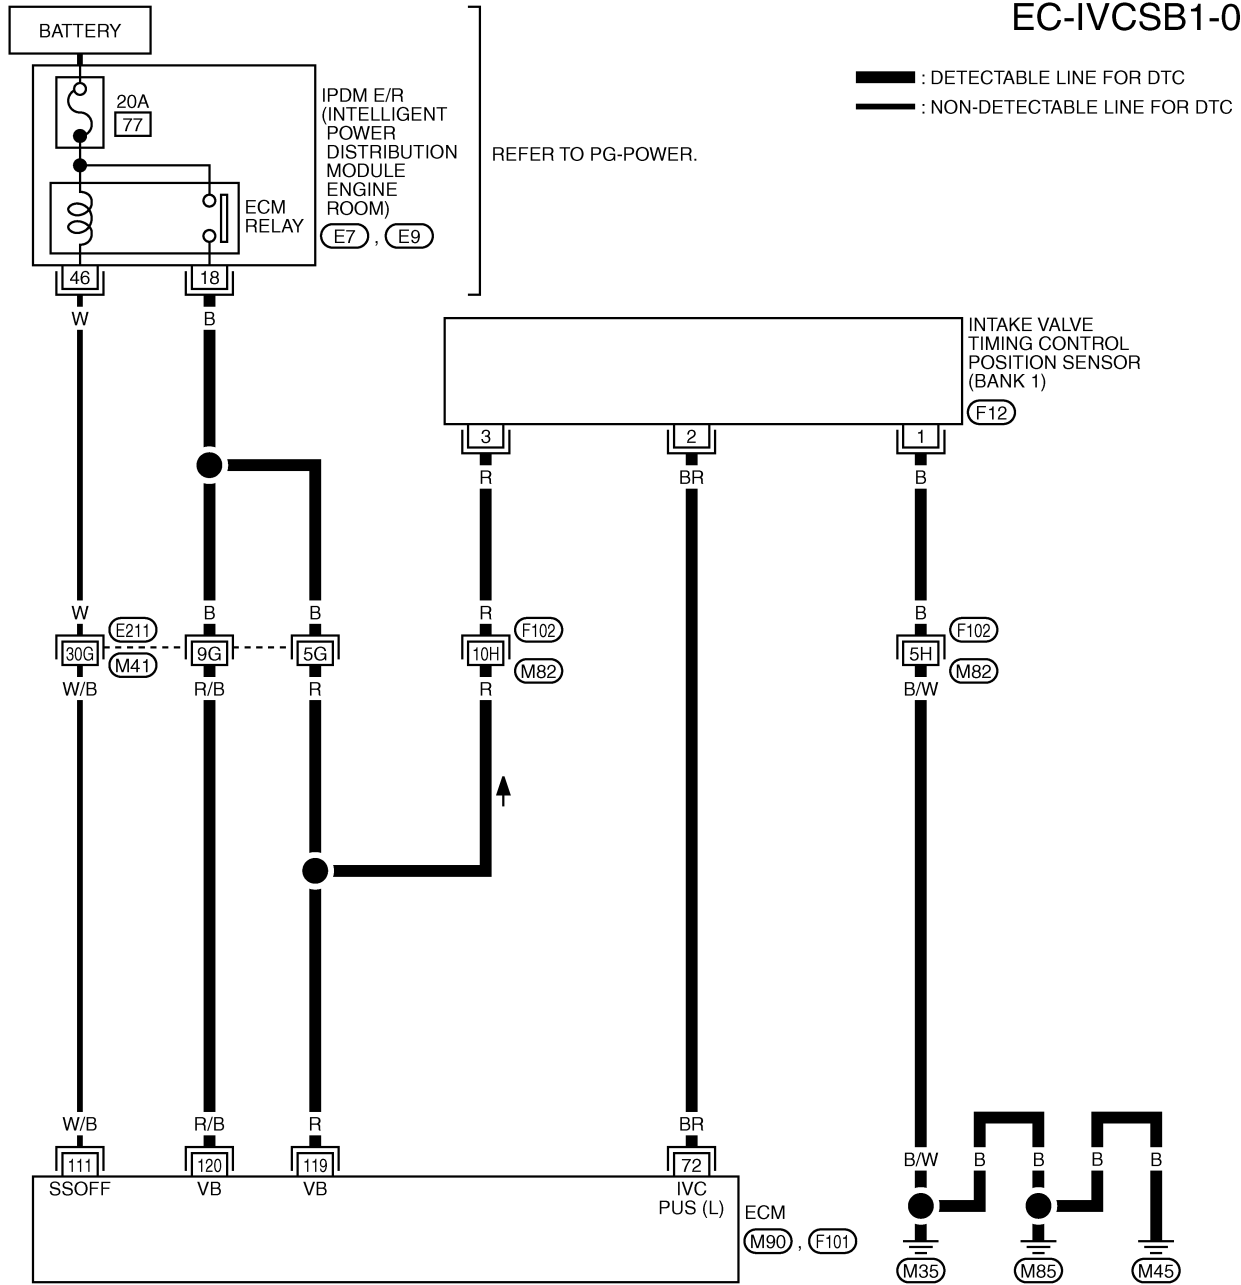 EC-IVCSB1-0
BATTERY
: DETECTABLE LINE FOR DTC
: NON-DETECTABLE LINE FOR DTC
20A
77
IPDM E/R
(INTELLIGENT
POWER
DISTRIBUTION
MODULE
ENGINE
ROOM)
E7 , E9
REFER TO PG-POWER.
ECM
RELAY
46 18
W B
INTAKE VALVE
TIMING CONTROL
POSITION SENSOR
(BANK 1)
F12
3 2 1
R BR B
W B B R B
E211 F102 F102
30G 9G 5G 10H 5H
M41 M82 M82
W/B R/B R R B/W
W/B R/B R BR
B/W B B B B
111 120 119 72
SSOFF VB VB IVC
PUS (L)
ECM
M90 , F101
M35 M85 M45